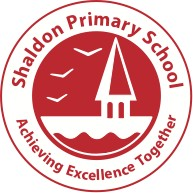 Shaldon Primary School
Achieving Excellence Together